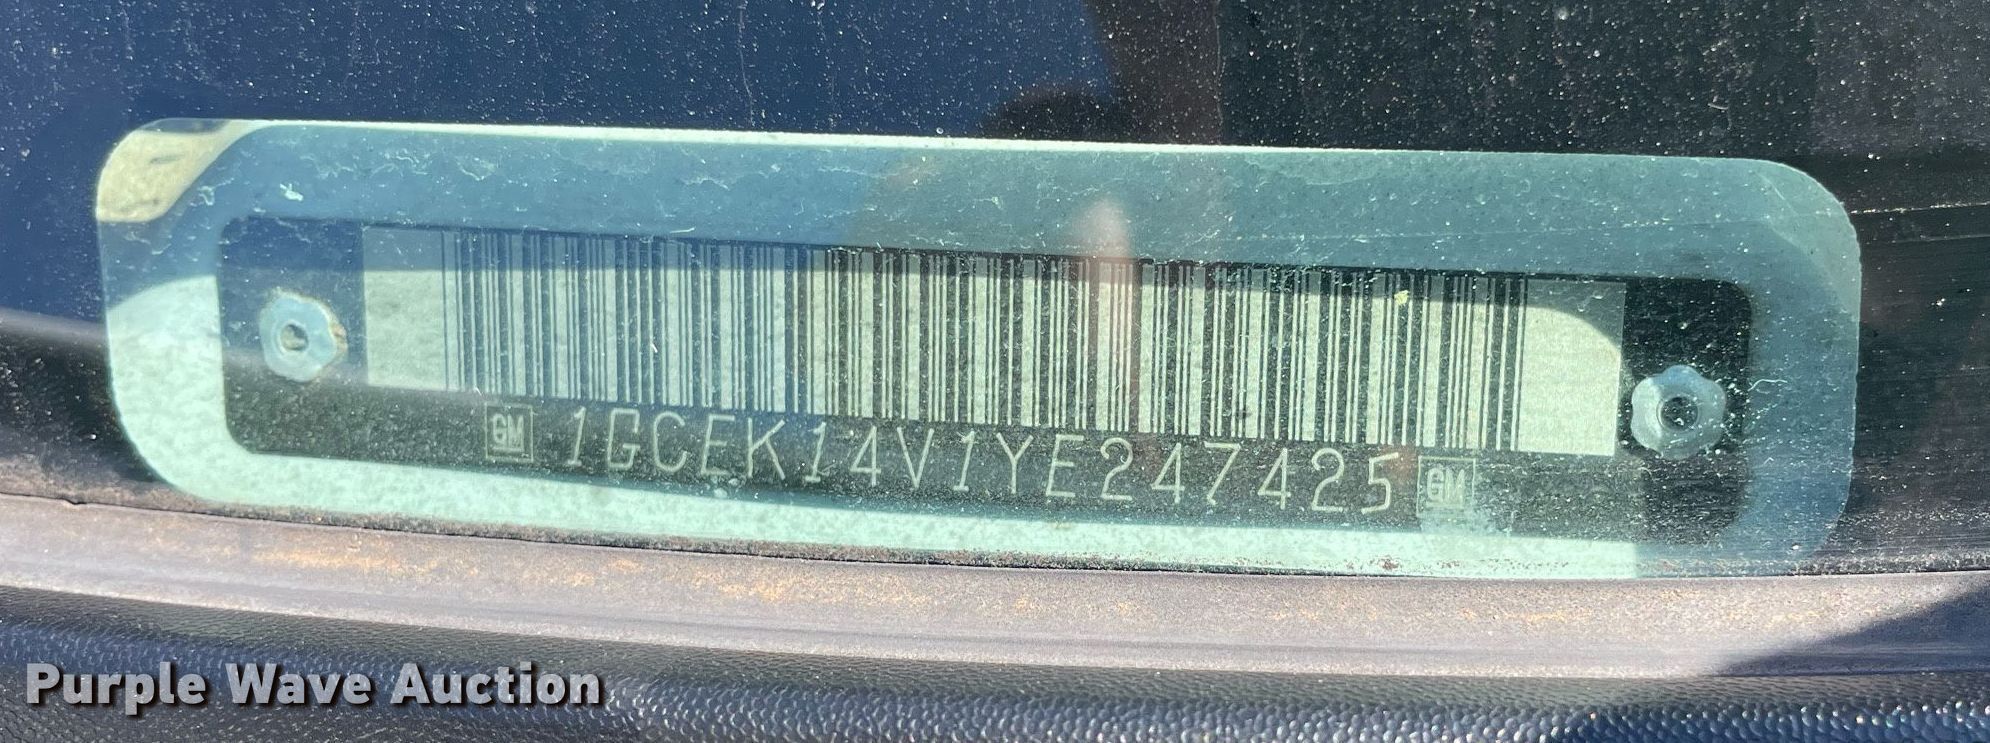 GM 1GCEK14V1YE247425 GM
Purple Wave Auction